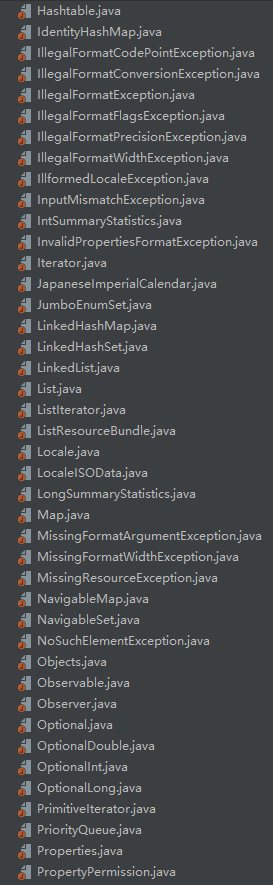 Hashtable.java
IdentityHashMap.java
IllegalFormatCodePointException.java
IllegalFormatConversionException.java
IllegalFormatException.java
IllegalFormatFlagsException.java
IllegalFormatPrecisionException.java
IllegalFormatWidthException.java
IllformedLocaleException.java
InputMismatchException.java
IntSummaryStatistics.java
InvalidPropertiesFormatException.java
Iterator.java
JapaneseImperialCalendar.java
JumboEnumSet.java
LinkedHashMap.java
LinkedHashSet.java
LinkedList.java
List.java
ListIterator.java
ListResourceBundle.java
Locale.java
LocaleISOData.java
LongSummaryStatistics.java
Map.java
MissingFormatArgumentException.java
MissingFormatWidthException.java
MissingResourceException.java
NavigableMap.java
NavigableSet.java
NoSuchElementException.java
Objects.java
Observable.java
Observer.java
Optional.java
OptionalDouble.java
OptionalInt.java
OptionalLong.java
PrimitiveIterator.java
PriorityQueue.java
Properties.java
PropertyPermission.java